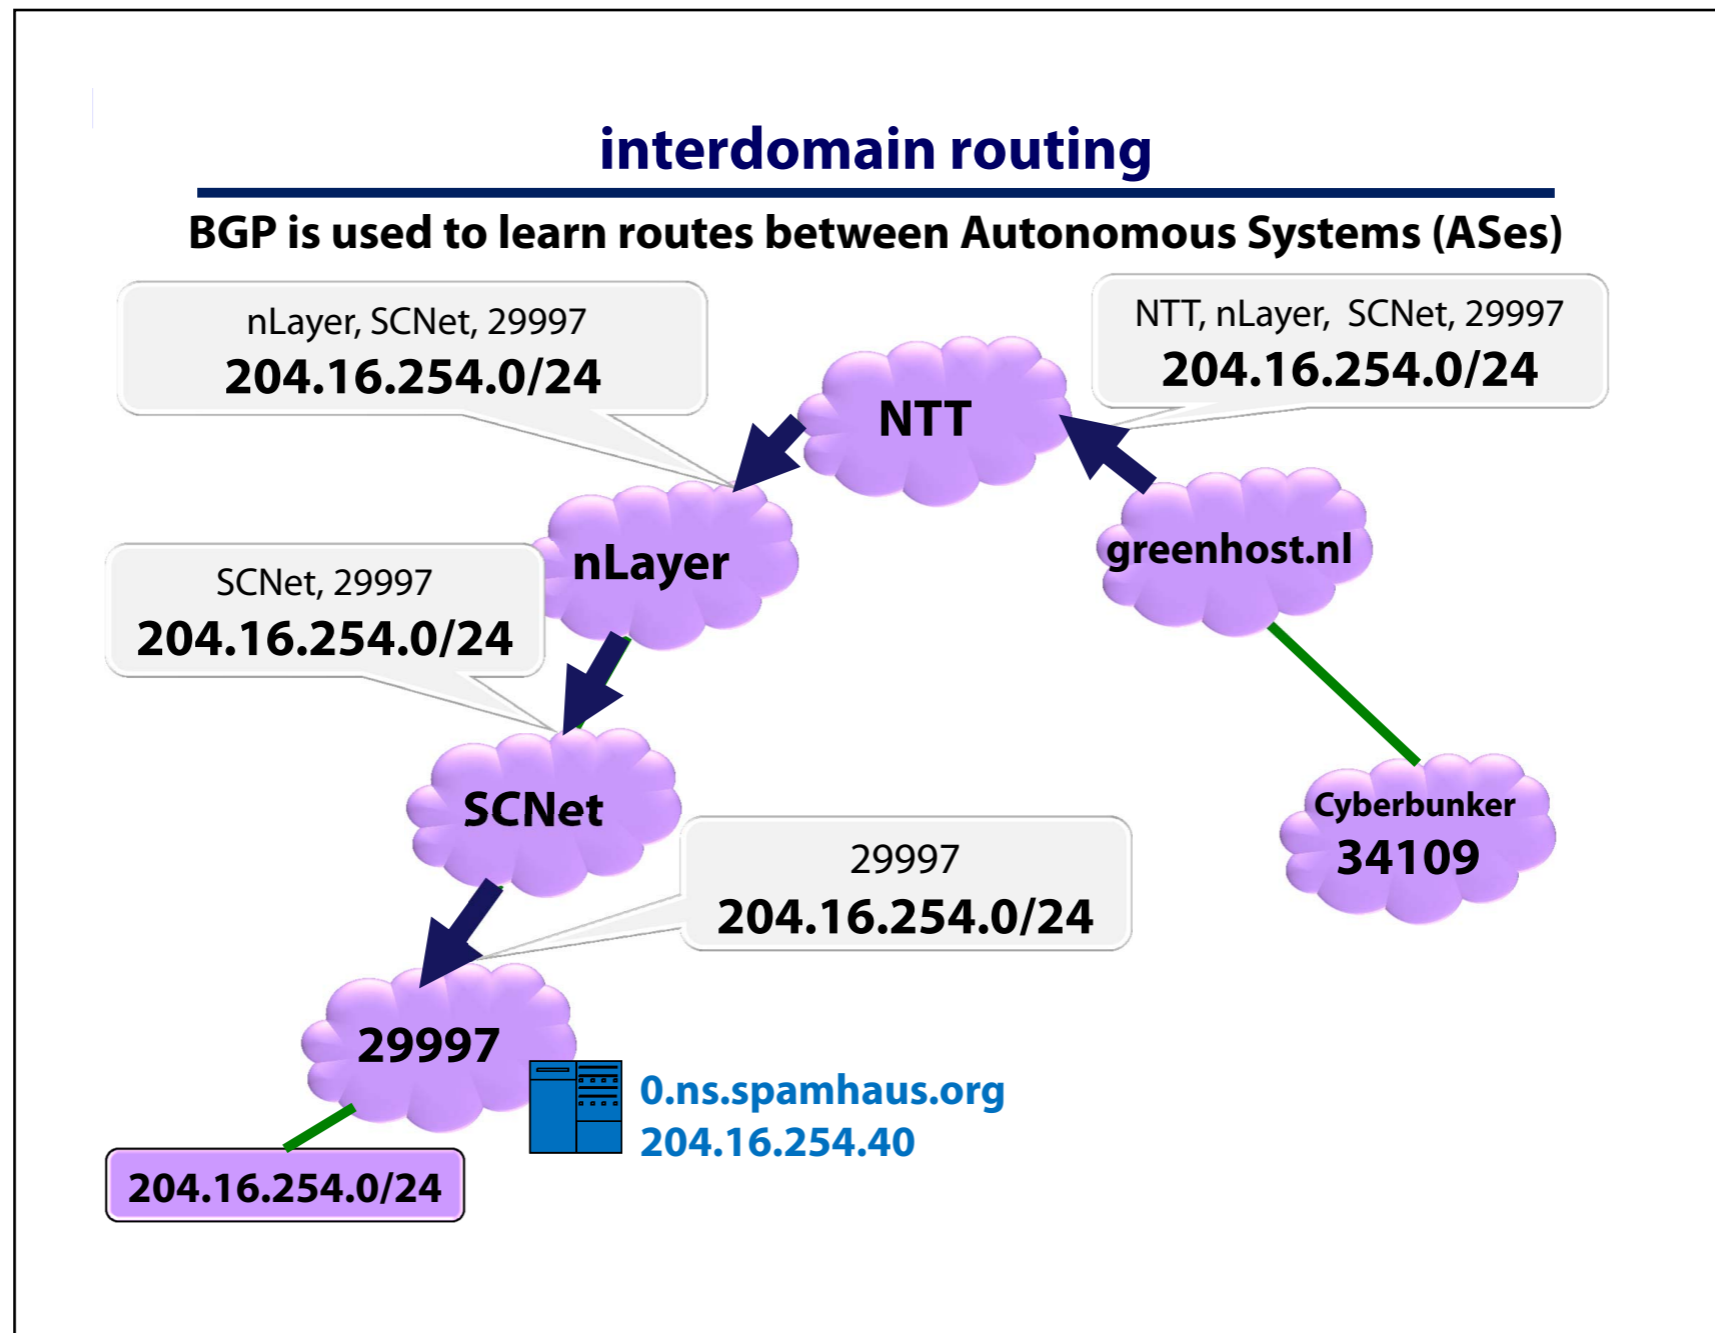 interdomain routing
BGP is used to learn routes between Autonomous Systems (ASes)
nLayer, SCNet, 29997
204.16.254.0/24
NTT, nLayer, SCNet, 29997
204.16.254.0/24
NTT
nLayer
greenhost.nl
SCNet, 29997
204.16.254.0/24
SCNet
Cyberbunker
34109
29997
204.16.254.0/24
29997
0.ns.spamhaus.org
204.16.254.40
204.16.254.0/24